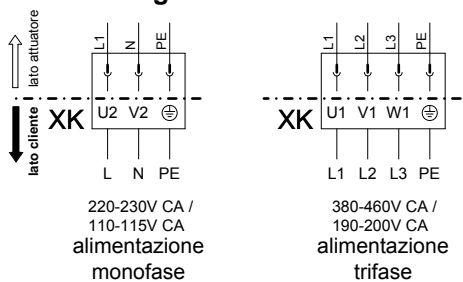 lato attuatore
lato cliente
L1 N PE
XK
U2 V2
L N PE
220-230V CA /
110-115V CA
alimentazione
monofase
L1 L2 L3 PE
XK
U1 V1 W1
L1 L2 L3 PE
380-460V CA /
190-200V CA
alimentazione
trifase